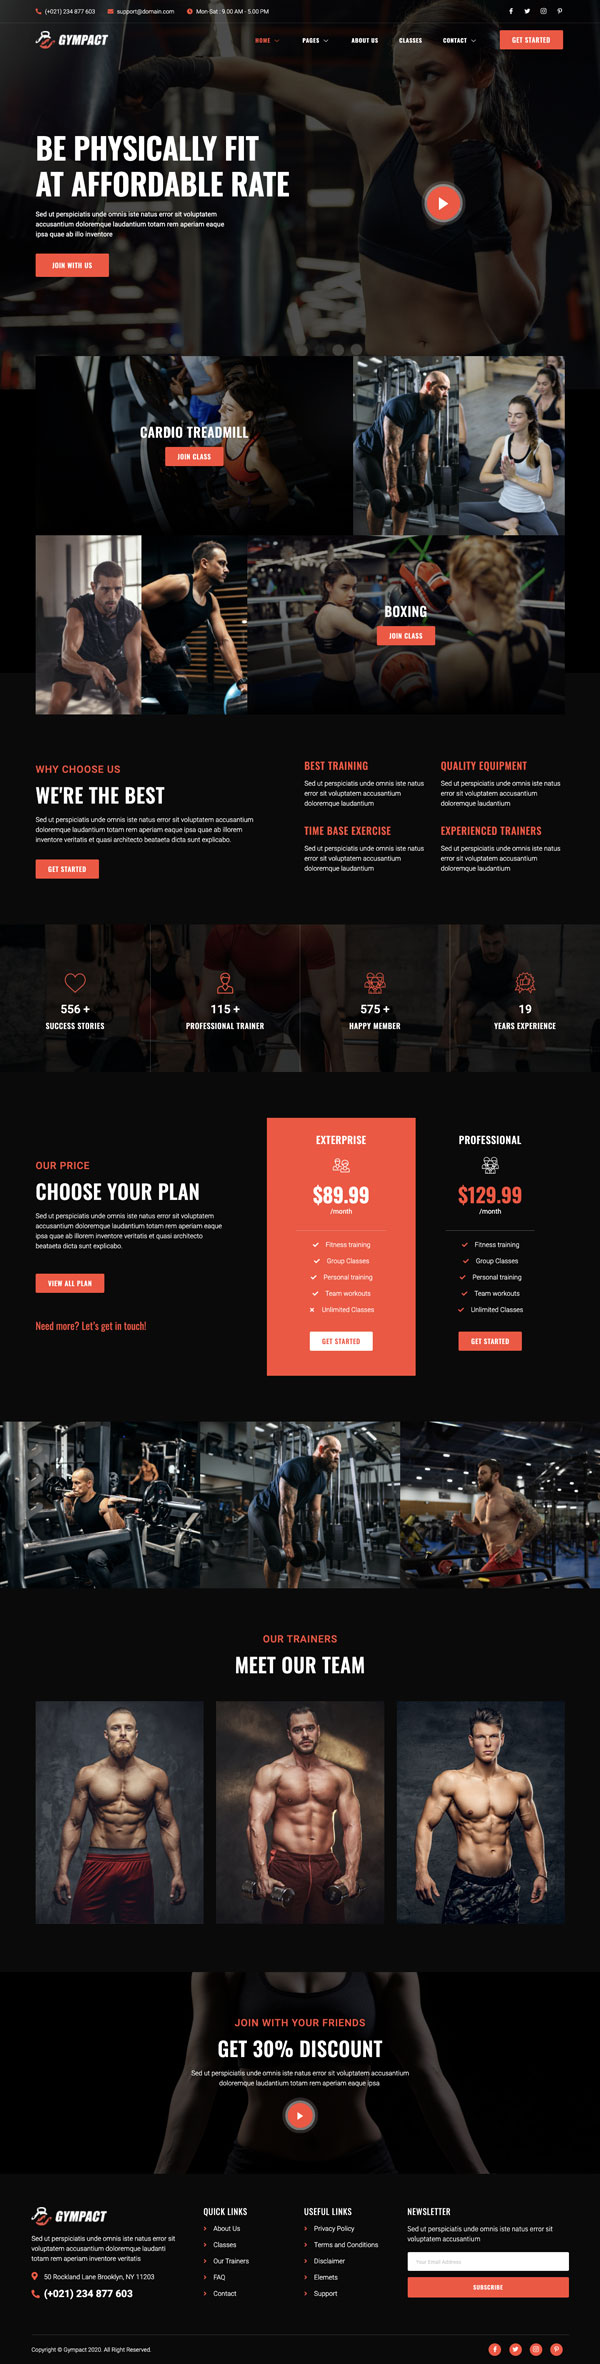 (+021) 234 877 603
support@domain.com
Mon-Sat : 9.00 AM - 5.00 PM
GYMPACT
HOME
PAGES
ABOUT US
CLASSES
CONTACT
GET STARTED
BE PHYSICALLY FIT
AT AFFORDABLE RATE
Sed ut perspiciatis unde omnis iste natus error sit voluptatem
accusantium doloremque laudantium totam rem aperiam eaque
ipsa quae ab illo inventore
JOIN WITH US
CARDIO TREADMILL
JOIN CLASS
BOXING
JOIN CLASS
WHY CHOOSE US
WE'RE THE BEST
Sed ut perspiciatis unde omnis iste natus error sit voluptatem accusantium
doloremque laudantium totam rem aperiam eaque ipsa quae ab illorem
inventore veritatis et quasi architecto beataeta dicta sunt explicabo.
GET STARTED
BEST TRAINING
Sed ut perspiciatis unde omnis iste natus
error sit voluptatem accusantium
doloremque laudantium
QUALITY EQUIPMENT
Sed ut perspiciatis unde omnis iste natus
error sit voluptatem accusantium
doloremque laudantium
TIME BASE EXERCISE
Sed ut perspiciatis unde omnis iste natus
error sit voluptatem accusantium
doloremque laudantium
EXPERIENCED TRAINERS
Sed ut perspiciatis unde omnis iste natus
error sit voluptatem accusantium
doloremque laudantium
556 +
SUCCESS STORIES
115 +
PROFESSIONAL TRAINER
575 +
HAPPY MEMBER
19
YEARS EXPERIENCE
OUR PRICE
CHOOSE YOUR PLAN
Sed ut perspiciatis unde omnis iste natus error sit voluptatem
accusantium doloremque laudantium totam rem aperiam eaque
ipsa quae ab illorem inventore veritatis et quasi architecto
beataeta dicta sunt explicabo.
VIEW ALL PLAN
Need more? Let's get in touch!
EXTERPRISE
$89.99
/month
Fitness training
Group Classes
Personal training
Team workouts
Unlimited Classes
GET STARTED
PROFESSIONAL
$129.99
/month
Fitness training
Group Classes
Personal training
Team workouts
Unlimited Classes
GET STARTED
OUR TRAINERS
MEET OUR TEAM
JOIN WITH YOUR FRIENDS
GET 30% DISCOUNT
Sed ut perspiciatis unde omnis iste natus error sit voluptatem accusantium
doloremque laudantium totam rem aperiam eaque ipsa
GYMPACT
Sed ut perspiciatis unde omnis iste natus error sit
voluptatem accusantium doloremque laudanti
totam rem aperiam inventore veritatis
50 Rockland Lane Brooklyn, NY 11203
(+021) 234 877 603
QUICK LINKS
About Us
Classes
Our Trainers
FAQ
Contact
USEFUL LINKS
Privacy Policy
Terms and Conditions
Disclaimer
Elemets
Support
NEWSLETTER
Sed ut perspiciatis unde omnis iste natus error sit
voluptatem accusantium
Your Email Address
SUBSCRIBE
Copyright © Gympact 2020. All Right Reserved.